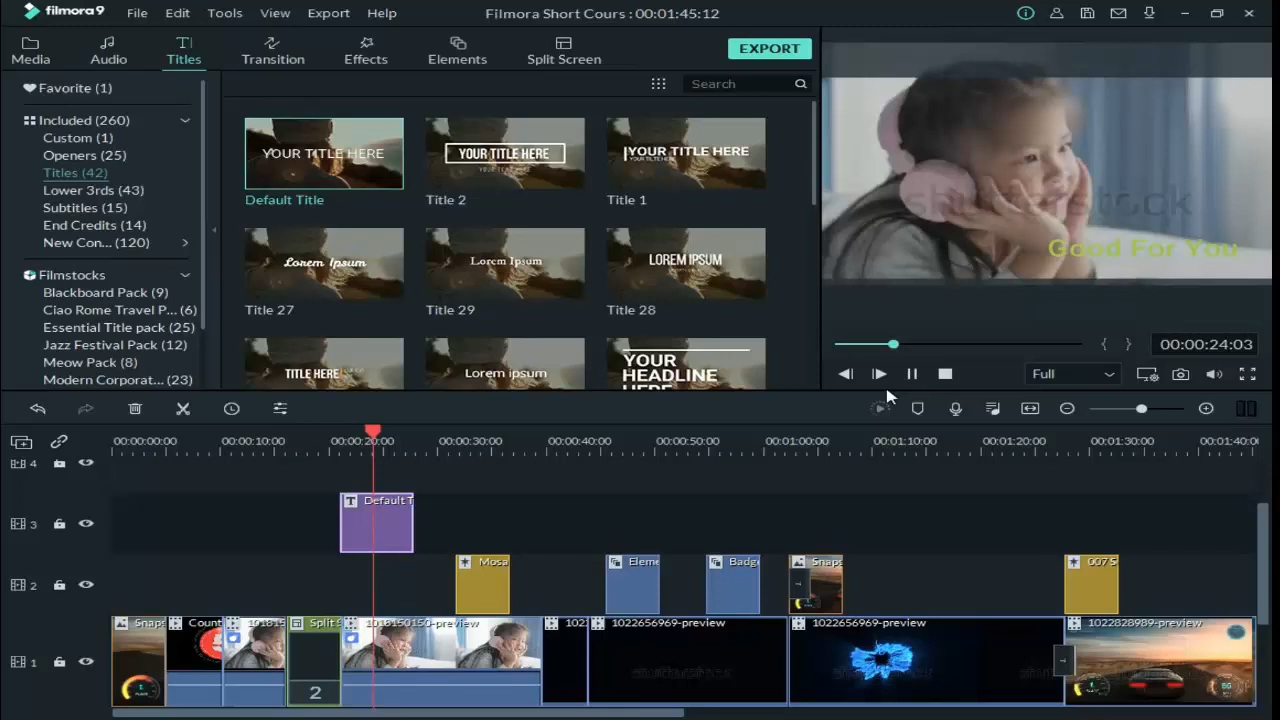 filmora9 File Edit Tools View Export Help Filmora Short Cours : 00:01:45:12
Media Audio Titles Transition Effects Elements Split Screen EXPORT
Favorite (1)
Search
Included (260)
Custom (1)
Openers (25)
Titles (42)
Lower 3rds (43)
Subtitles (15)
End Credits (14)
New Con... (120)
Filmstocks
Blackboard Pack (9)
Ciao Rome Travel P... (6)
Essential Title pack (25)
Jazz Festival Pack (12)
Meow Pack (8)
Modern Corporat... (23)
YOUR TITLE HERE YOUR TITLE HERE YOUR TITLE HERE
Default Title Title 2 Title 1
Lorem Ipsum Lorem Ipsum LOREM IPSUM
Title 27 Title 29 Title 28
TITLE HERE Lorem ipsum YOUR
HEADLINE
HERE
shutterstock
Good For You
00:00:24:03
Full
00:00:00:00 00:00:10:00 00:00:20:00 00:00:30:00 00:00:40:00 00:00:50:00 00:01:00:00 00:01:10:00 00:01:20:00 00:01:30:00 00:01:40:00
4
3 Default T
2 Mosa Eleme Badg Snaps 007 S
1 Snaps Count 1018150 Split S 1018150150-preview 1022 1022656969-preview 1022656969-preview 1022828989-preview
2